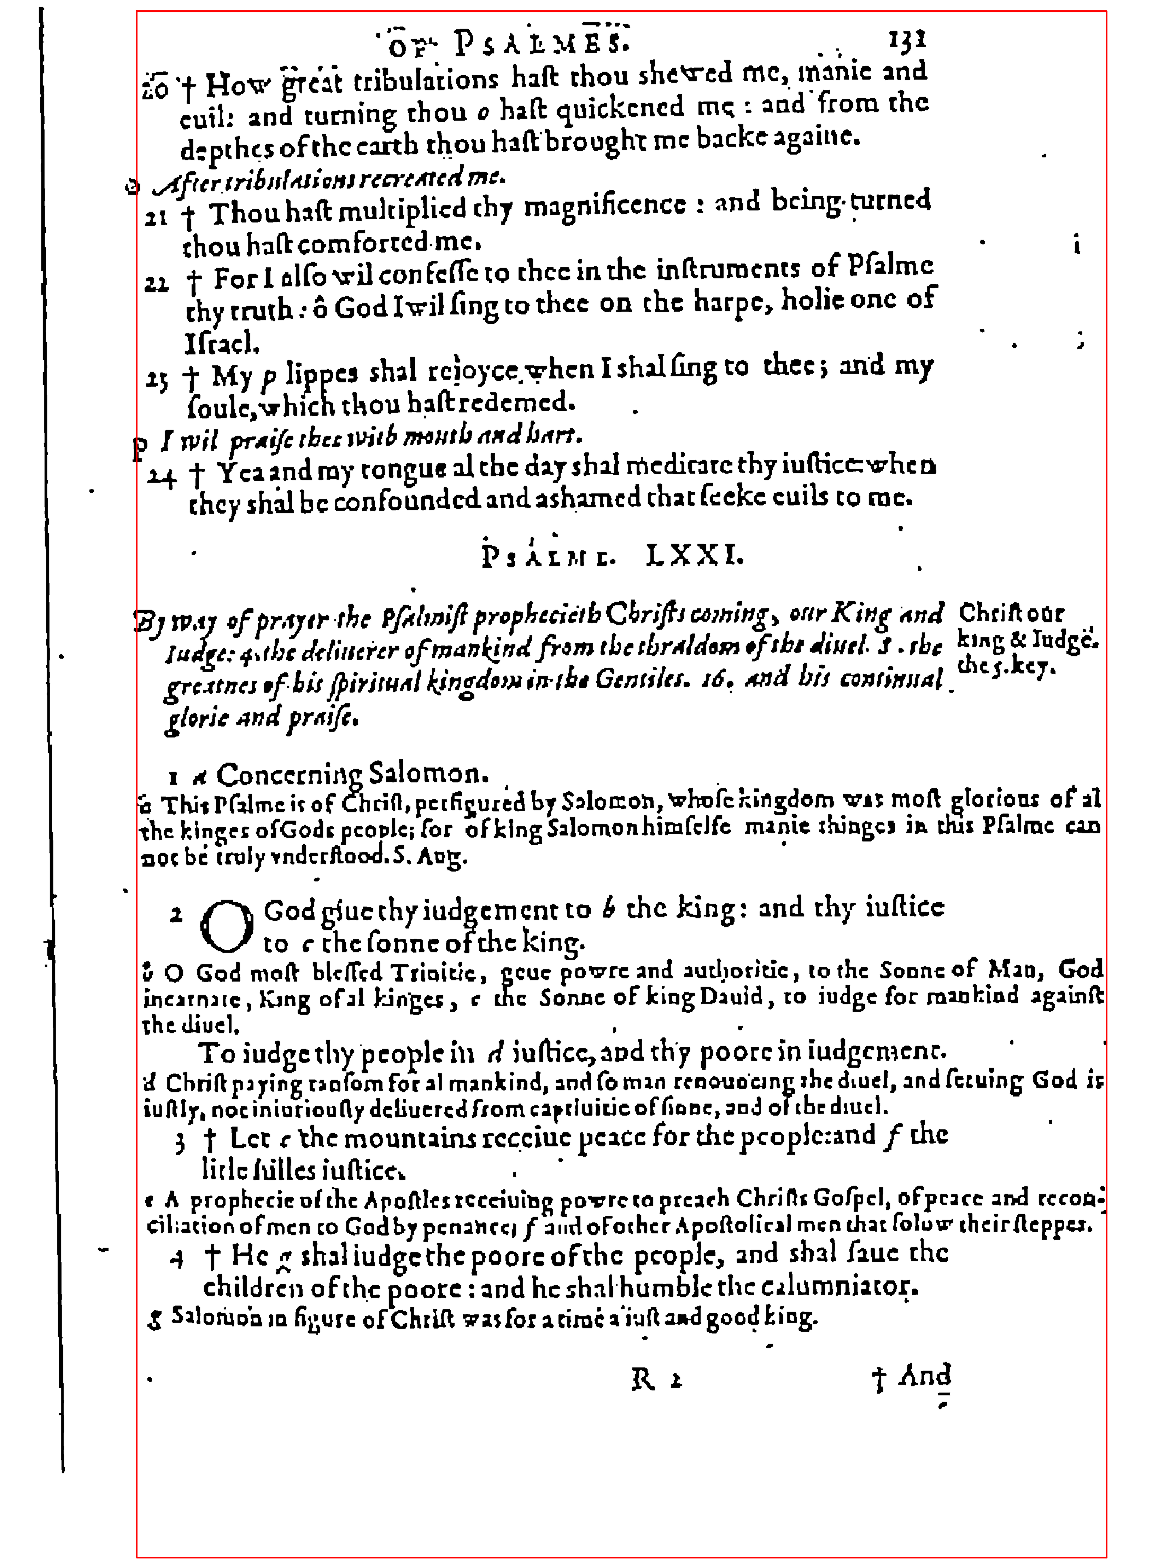 OF PSALMES. 131
20 † How great tribulations haſt thou shewed me, manie and
euil: and turning thou o haſt quickened me: and from the
depthes of the earth thou haſt brought me backe againe.
o After tribulations recreated me.
21 † Thou haſt multiplied thy magnificence: and being turned
thou haſt comforted me.
22 † For I alſo wil confeſſe to thee in the inſtruments of Pſalme
thy truth: ô God I wil ſing to thee on the harpe, holie one of
Iſrael.
23 † My p lippes shal rejoyce when I shal ſing to thee; and my
ſoule, which thou haſt redemed.
p I wil praiſe thee with mouth and hart.
24 † Yea and my tongue al the day shal meditate thy iuſtice: when
they shal be confounded and ashamed that ſeeke euils to me.
PSALME. LXXI.
By way of prayer the Pſalmiſt prophecieth Chriſts coming, our King and
Iudge: 4. the deliuerer of mankind from the thraldom of the diuel. 8. the
greatnes of his ſpiritual kingdom in the Gentiles. 16. and his continual
glorie and praiſe.
Chriſt our
king & Iudge.
the 5. key.
1 a Concerning Salomon.
a This Pſalme is of Chriſt, perfigured by Salomon, whoſe kingdom was moſt glorious of al
the kinges of Gods people; for of king Salomon himſelfe manie thinges in this Pſalme can
not be truly vnderſtood. S. Aug.
2 O God giue thy iudgement to b the king: and thy iuſtice
to c the ſonne of the king.
b O God moſt bleſſed Trinitie, geue powre and authoritie, to the Sonne of Man, God
incarnate, King of al kinges, c the Sonne of king Dauid, to iudge for mankind againſt
the diuel.
To iudge thy people in d iuſtice, and thy poore in iudgement.
d Chriſt paying ranſom for al mankind, and ſo man renouncing the diuel, and ſeruing God is
iuſtly, not iniuriouſly deliuered from captiuitie of ſinne, and of the diuel.
3 † Let e the mountains receiue peace for the people: and f the
litle hilles iuſtice.
e A prophecie of the Apoſtles receiuing powre to preach Chriſts Goſpel, of peace and recon-
ciliation of men to God by penance; f and of other Apoſtolical men that folow their ſteppes.
4 † He g shal iudge the poore of the people, and shal ſaue the
children of the poore: and he shal humble the calumniator.
g Salomon in figure of Chriſt was for a time a iuſt and good king.
R 2 † And